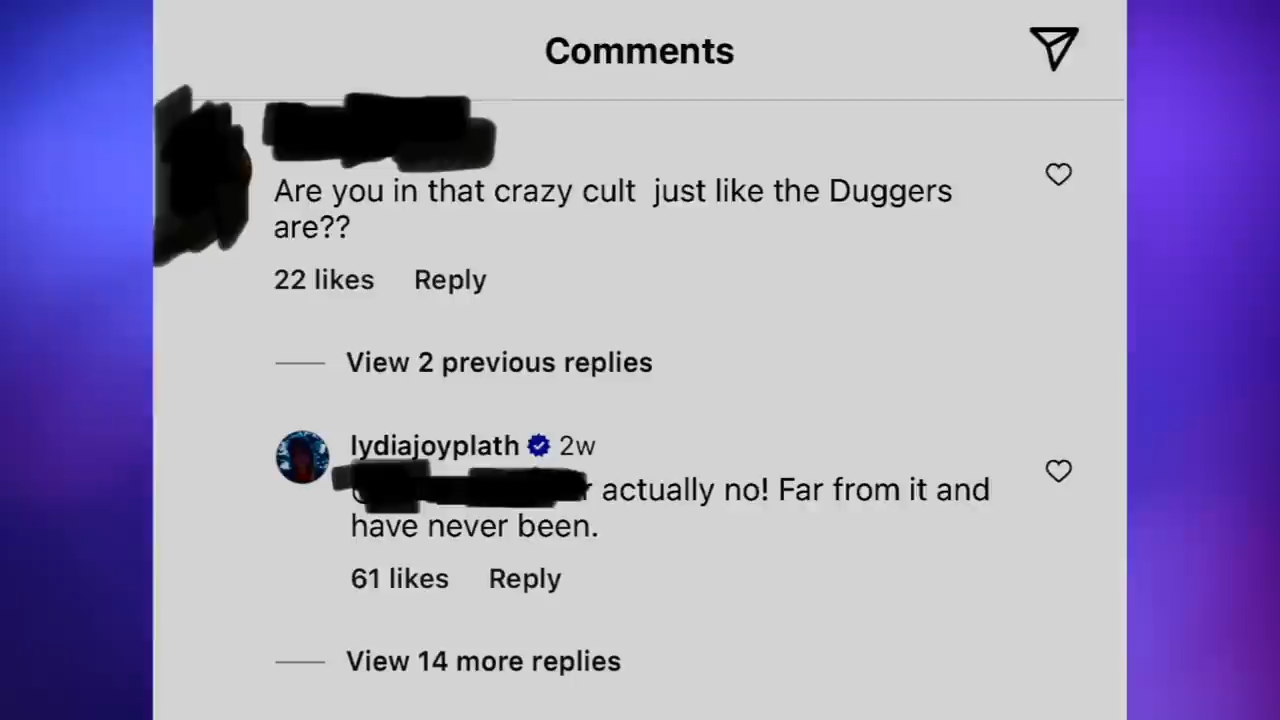 Comments
Are you in that crazy cult  just like the Duggers
are??
22 likes Reply
View 2 previous replies
lydiajoyplath 2w
actually no! Far from it and
have never been.
61 likes Reply
View 14 more replies